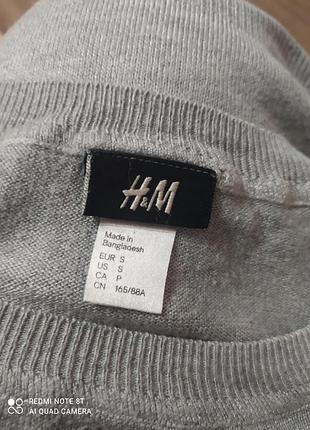 H&M
Made in
Bangladesh
EUR S
US S
CA P
CN 165/88A
REDMI NOTE 8T
AI QUAD CAMERA